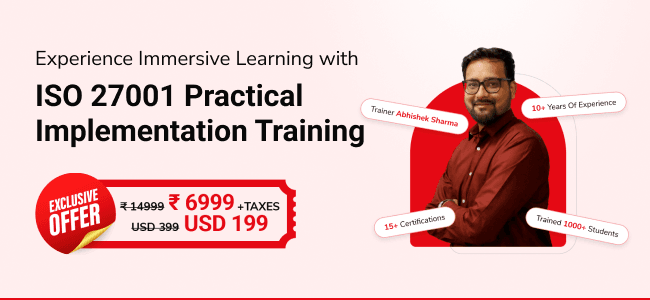 Experience Immersive Learning with
ISO 27001 Practical
Implementation Training
Trainer Abhishek Sharma
10+ Years Of Experience
EXCLUSIVE
OFFER
₹ 14999 ₹ 6999 +TAXES
USD 399 USD 199
15+ Certifications
Trained 1000+ Students